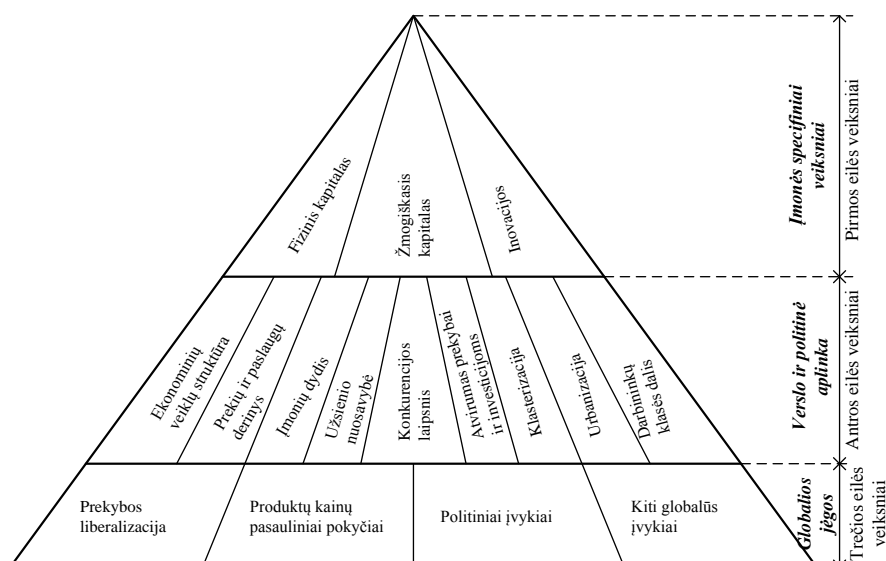 Fizinis kapitalas
Žmogiškasis
kapitalas
Inovacijos
Įmonės specifiniai
veiksniai
Pirmos eilės veiksniai
Ekonominių
veiklų struktūra
Prekių ir paslaugų
derinys
Įmonių dydis
Užsienio
nuosavybė
Konkurencijos
laipsnis
Atvirumas prekybai
ir investicijoms
Klasterizacija
Urbanizacija
Darbininkų
klasės dalis
Verslo ir politinė
aplinka
Antros eilės veiksniai
Prekybos
liberalizacija
Produktų kainų
pasauliniai pokyčiai
Politiniai įvykiai
Kiti globalūs
įvykiai
Globalios
jėgos
Trečios eilės
veiksniai